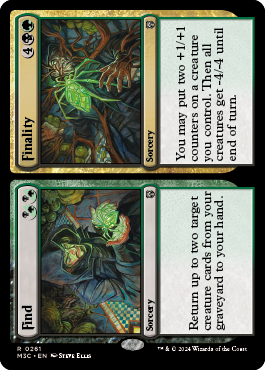 Find
Sorcery
Return up to two target
creature cards from your
graveyard to your hand.
Finality
4
Sorcery
You may put two +1/+1
counters on a creature
you control. Then all
creatures get -4/-4 until
end of turn.
R 0261
M3C • EN Steve Ellis
™ & © 2024 Wizards of the Coast